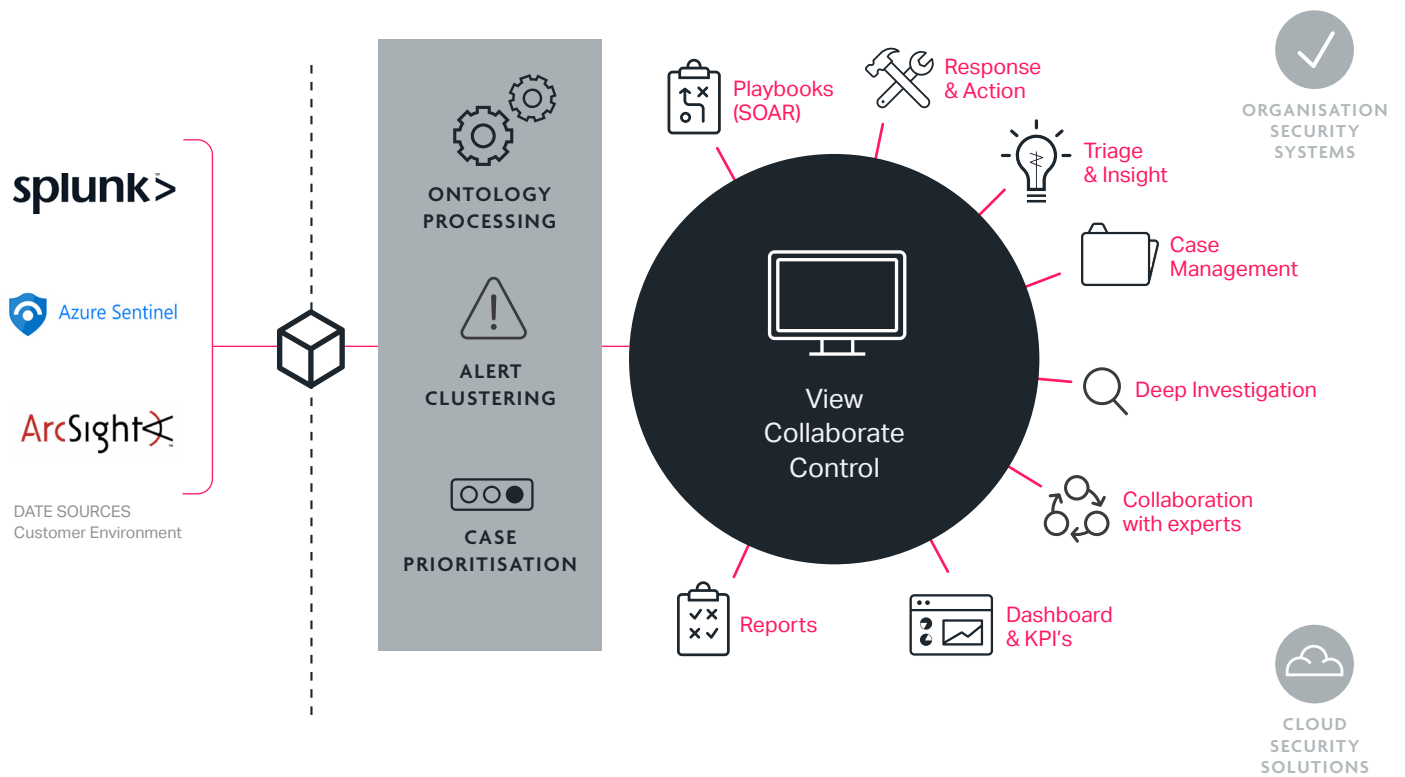 splunk>
Azure Sentinel
ArcSight
DATE SOURCES
Customer Environment
ONTOLOGY
PROCESSING
ALERT
CLUSTERING
CASE
PRIORITISATION
View
Collaborate
Control
Playbooks
(SOAR)
Response
& Action
Triage
& Insight
Case
Management
Deep Investigation
Collaboration
with experts
Dashboard
& KPI's
Reports
ORGANISATION
SECURITY
SYSTEMS
CLOUD
SECURITY
SOLUTIONS